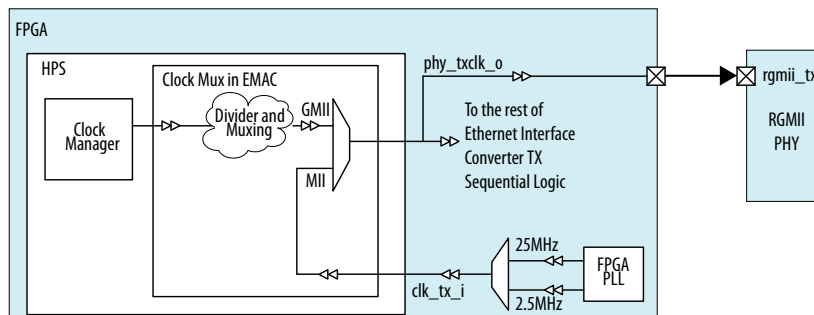 FPGA
HPS
Clock Manager
Clock Mux in EMAC
Divider and
Muxing
GMII
MII
phy_txclk_o
To the rest of
Ethernet Interface
Converter TX
Sequential Logic
clk_tx_i
25MHz
2.5MHz
FPGA
PLL
rgmii_tx
RGMII
PHY